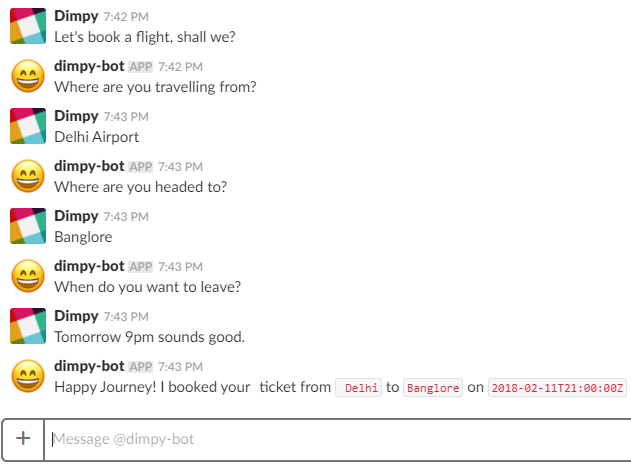 Dimpy 7:42 PM
Let's book a flight, shall we?
dimpy-bot APP 7:42 PM
Where are you travelling from?
Dimpy 7:43 PM
Delhi Airport
dimpy-bot APP 7:43 PM
Where are you headed to?
Dimpy 7:43 PM
Banglore
dimpy-bot APP 7:43 PM
When do you want to leave?
Dimpy 7:43 PM
Tomorrow 9pm sounds good.
dimpy-bot APP 7:43 PM
Happy Journey! I booked your ticket from Delhi to Banglore on 2018-02-11T21:00:00Z
+ Message @dimpy-bot